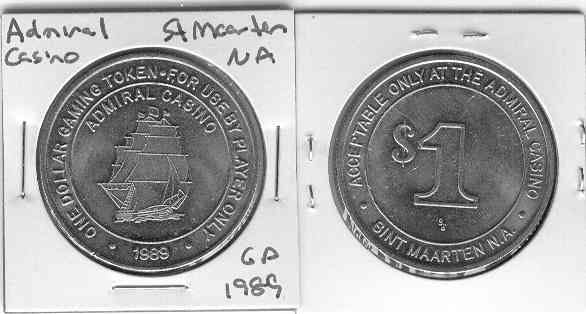 Admiral
Casino
St Maarten
NA
ONE DOLLAR GAMING TOKEN • FOR USE BY PLAYER ONLY
ADMIRAL CASINO
• 1989 •
GD
1989
ACCEPTABLE ONLY AT THE ADMIRAL CASINO
$1
• SINT MAARTEN N.A. •